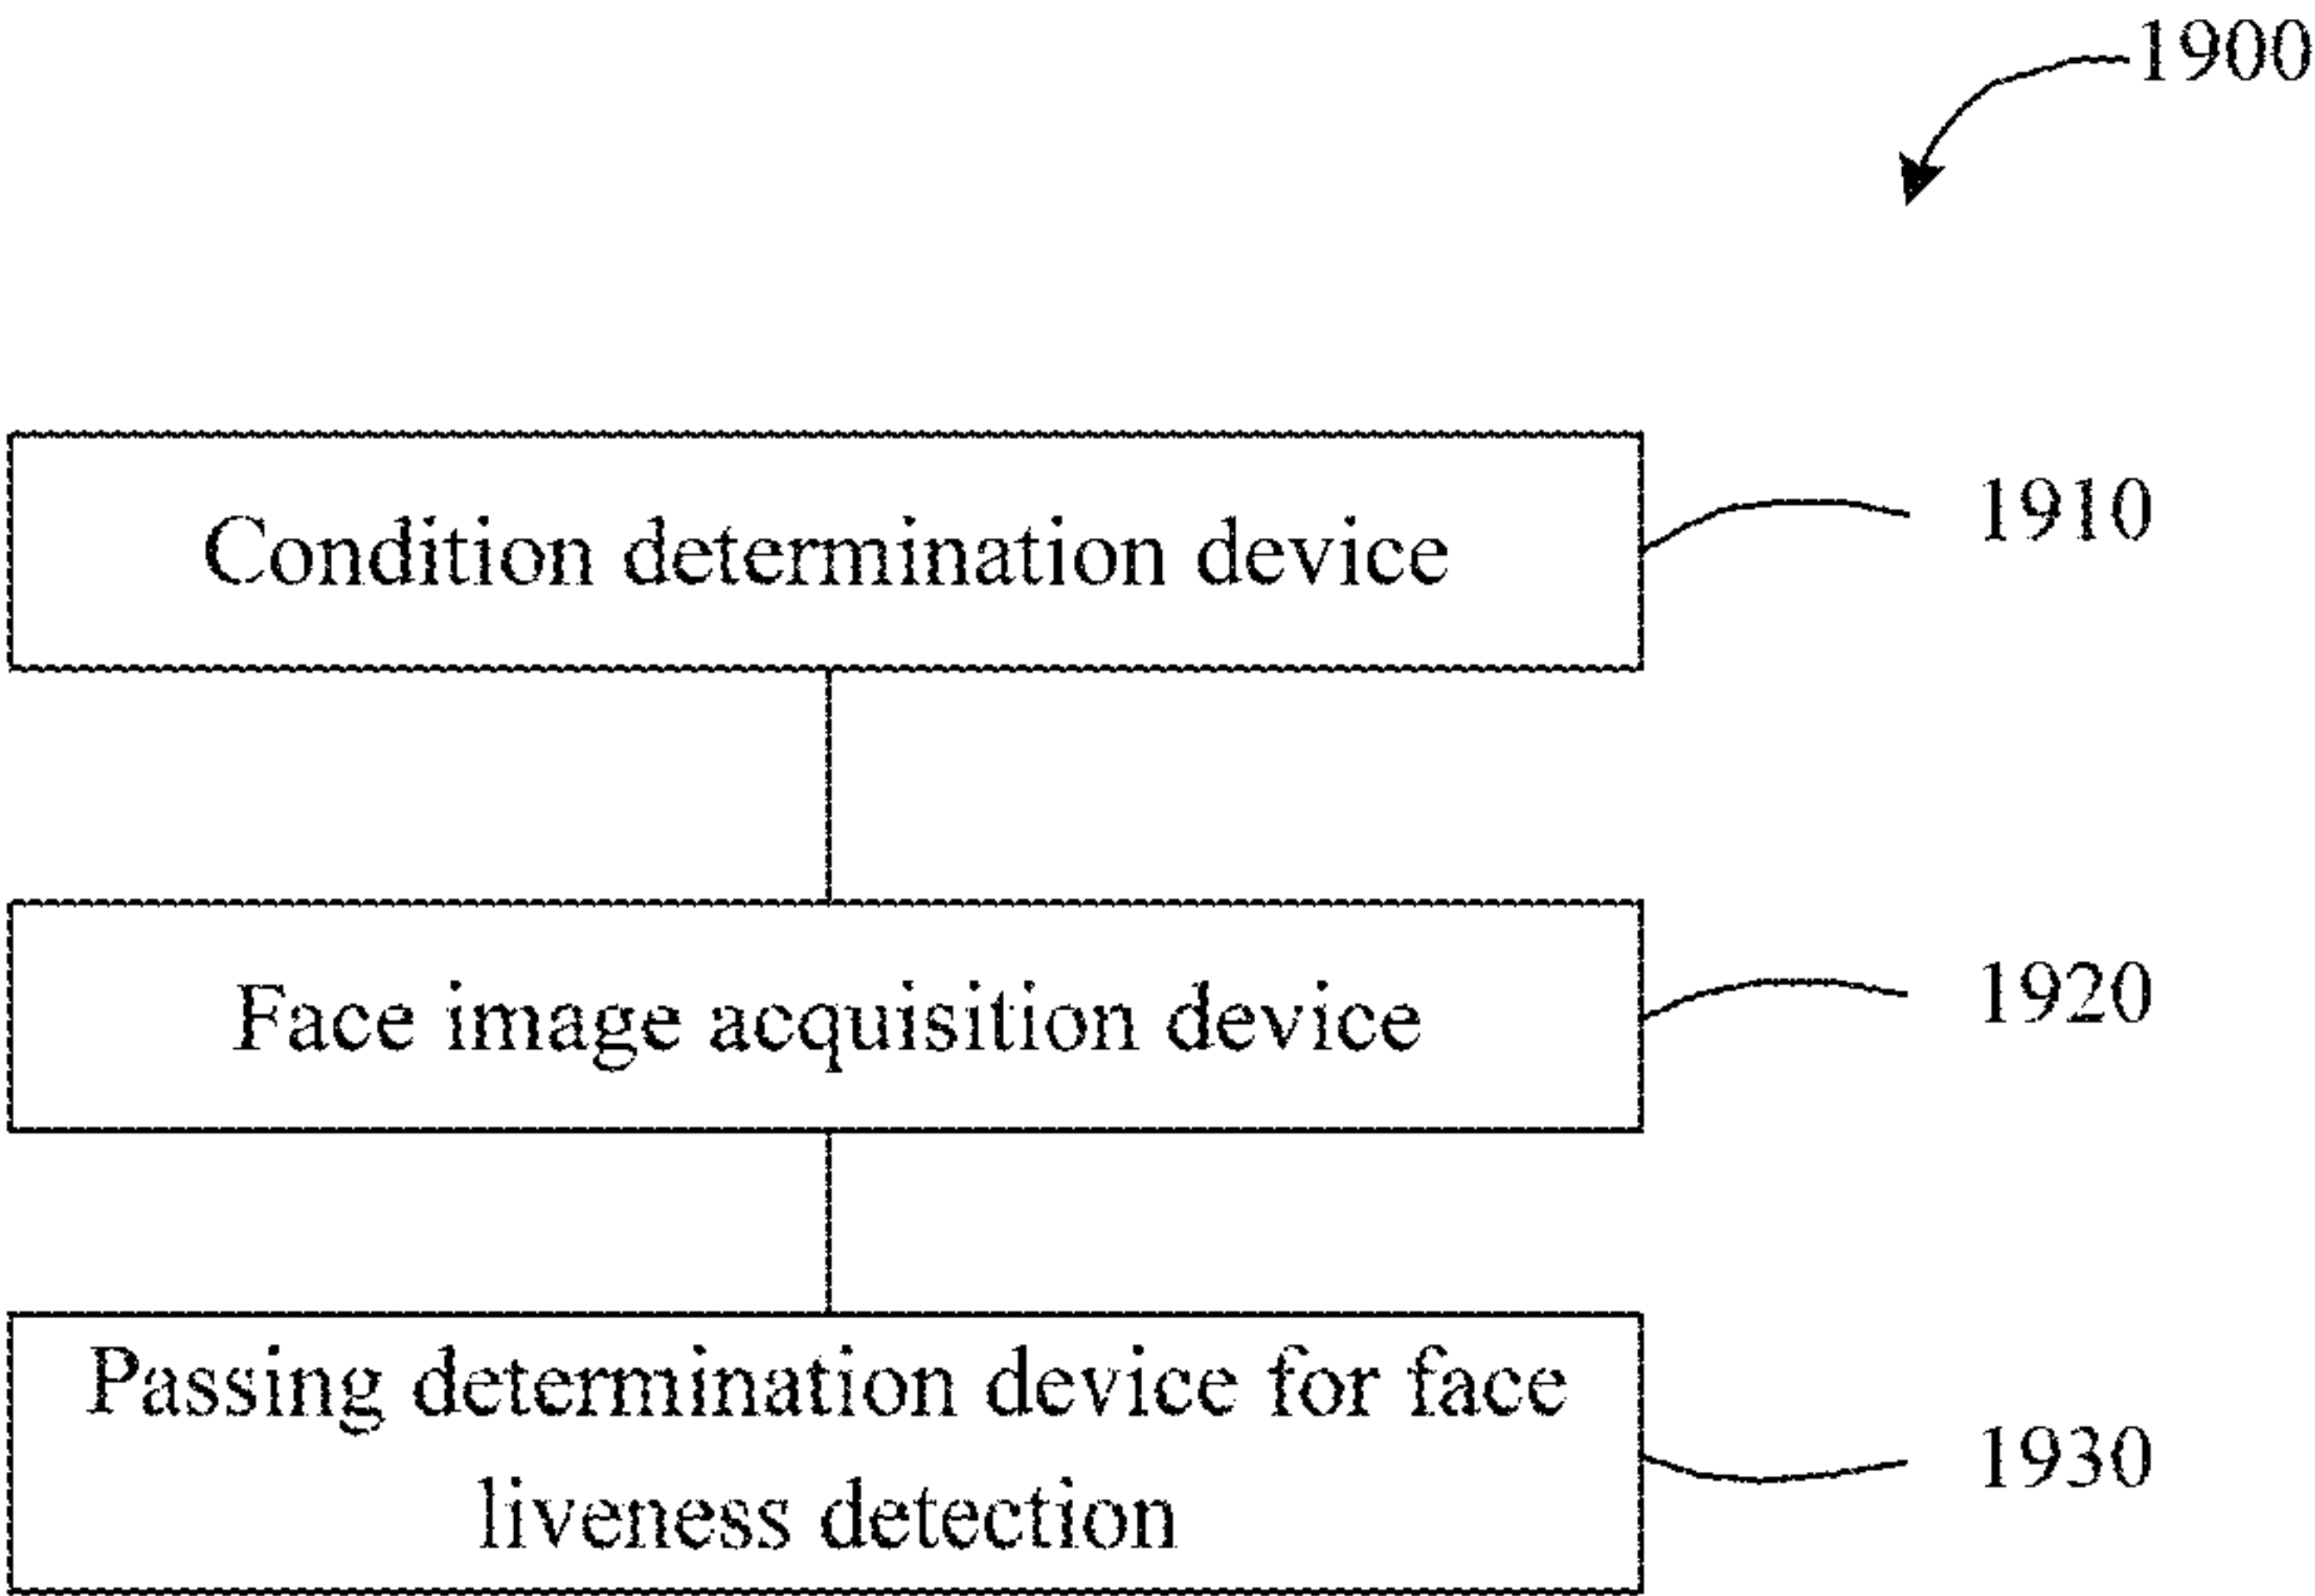 1900
Condition determination device
1910
Face image acquisition device
1920
Passing determination device for face
liveness detection
1930